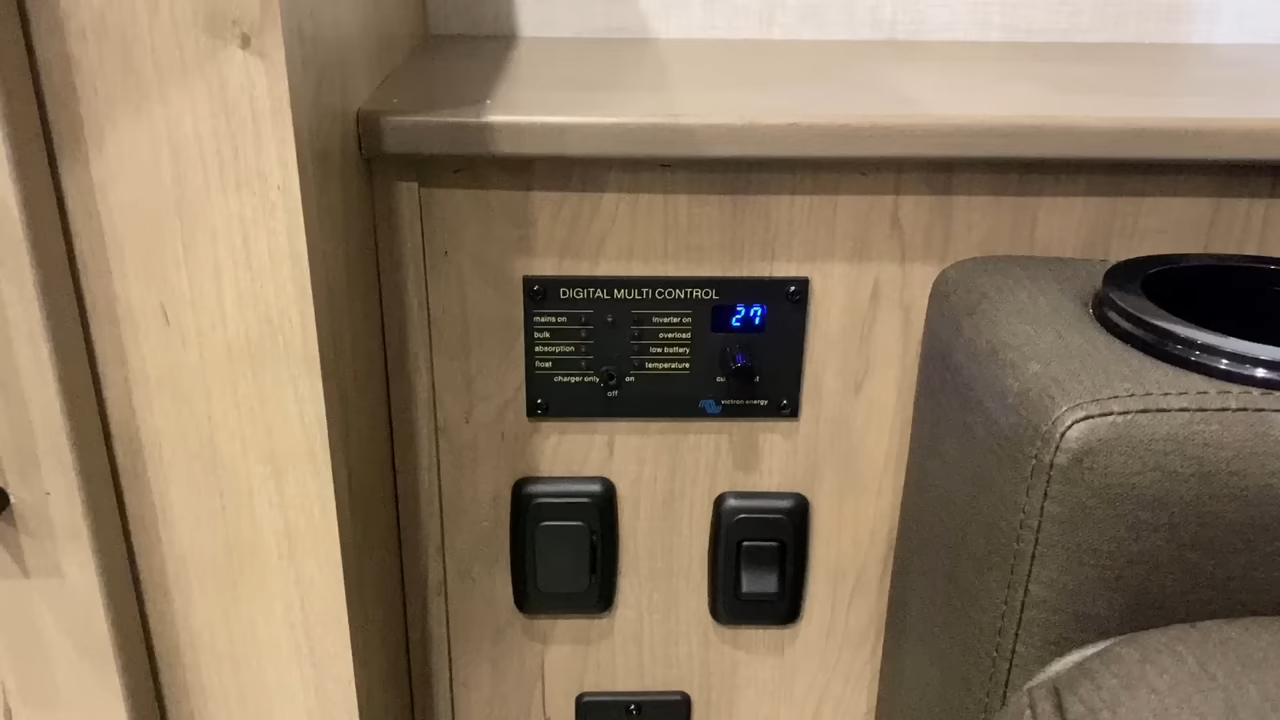 DIGITAL MULTI CONTROL
27
mains on
inverter on
bulk
overload
absorption
low battery
float
temperature
charger only
on
off
victron energy